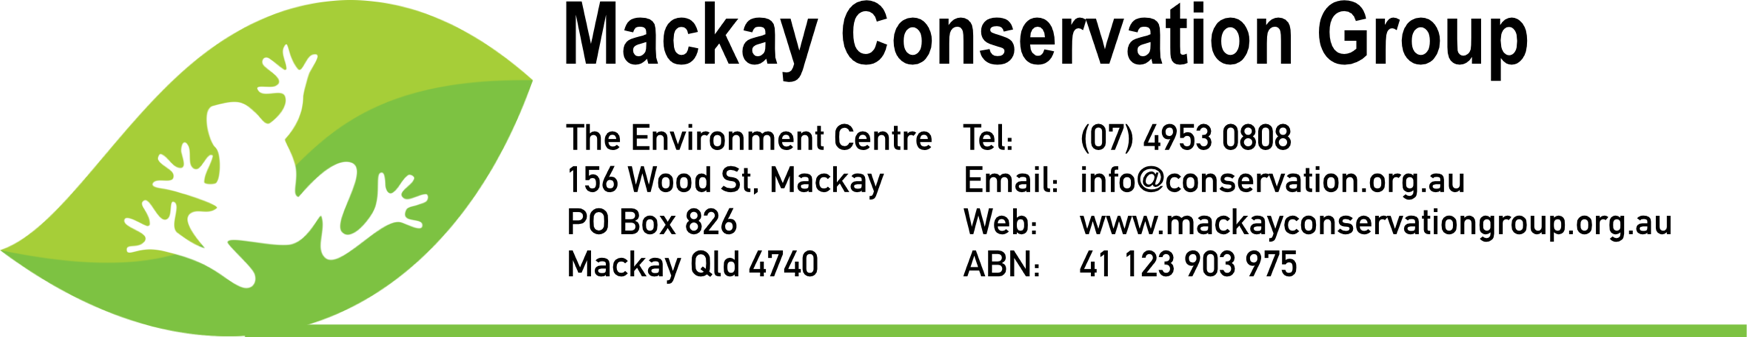 Mackay Conservation Group
The Environment Centre
156 Wood St, Mackay
PO Box 826
Mackay Qld 4740
Tel: (07) 4953 0808
Email: info@conservation.org.au
Web: www.mackayconservationgroup.org.au
ABN: 41 123 903 975